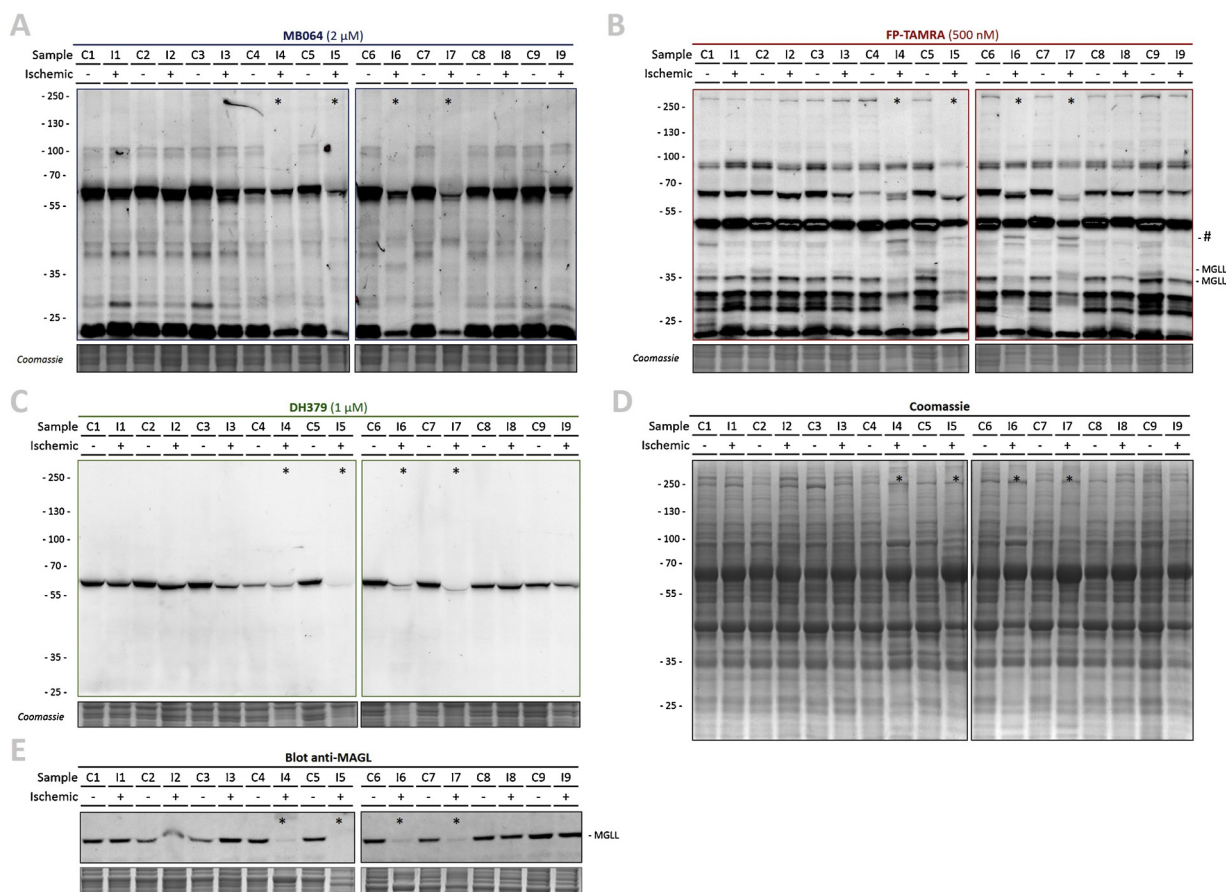 A
MB064 (2 µM)
Sample C1 I1 C2 I2 C3 I3 C4 I4 C5 I5 C6 I6 C7 I7 C8 I8 C9 I9
Ischemic - + - + - + - + - + - + - + - + - +
- 250 -
- 130 -
- 100 -
- 70 -
- 55 -
- 35 -
- 25 -
* * * *
Coomassie
B
FP-TAMRA (500 nM)
Sample C1 I1 C2 I2 C3 I3 C4 I4 C5 I5 C6 I6 C7 I7 C8 I8 C9 I9
Ischemic - + - + - + - + - + - + - + - + - +
- 250 -
- 130 -
- 100 -
- 70 -
- 55 -
- 35 -
- 25 -
* * * *
- #
- MGLL
- MGLL
Coomassie
C
DH379 (1 µM)
Sample C1 I1 C2 I2 C3 I3 C4 I4 C5 I5 C6 I6 C7 I7 C8 I8 C9 I9
Ischemic - + - + - + - + - + - + - + - + - +
- 250 -
- 130 -
- 100 -
- 70 -
- 55 -
- 35 -
- 25 -
* * * *
Coomassie
D
Coomassie
Sample C1 I1 C2 I2 C3 I3 C4 I4 C5 I5 C6 I6 C7 I7 C8 I8 C9 I9
Ischemic - + - + - + - + - + - + - + - + - +
- 250 -
- 130 -
- 100 -
- 70 -
- 55 -
- 35 -
- 25 -
* * * *
E
Blot anti-MAGL
Sample C1 I1 C2 I2 C3 I3 C4 I4 C5 I5 C6 I6 C7 I7 C8 I8 C9 I9
Ischemic - + - + - + - + - + - + - + - + - +
* * * *
- MGLL